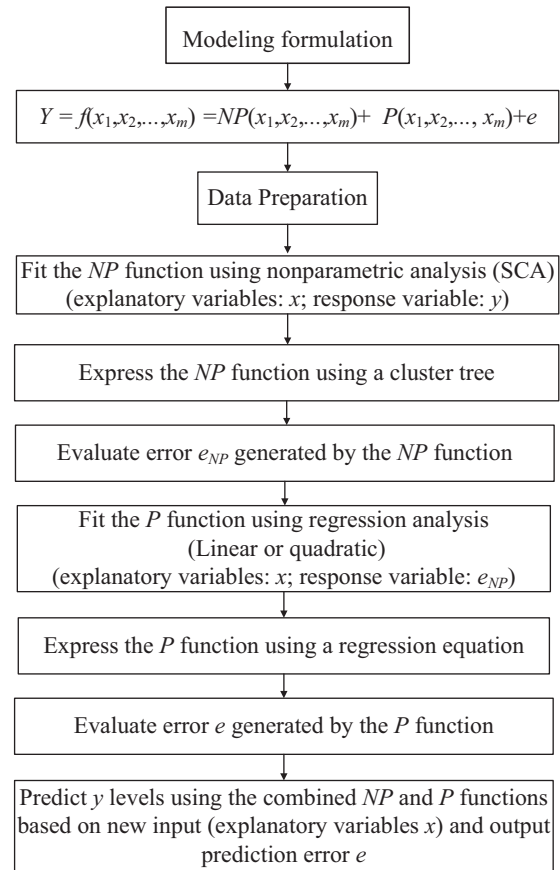 Modeling formulation
Y = f(x1,x2,...,xm) =NP(x1,x2,...,xm)+ P(x1,x2,..., xm)+e
Data Preparation
Fit the NP function using nonparametric analysis (SCA)
(explanatory variables: x; response variable: y)
Express the NP function using a cluster tree
Evaluate error eNP generated by the NP function
Fit the P function using regression analysis
(Linear or quadratic)
(explanatory variables: x; response variable: eNP)
Express the P function using a regression equation
Evaluate error e generated by the P function
Predict y levels using the combined NP and P functions
based on new input (explanatory variables x) and output
prediction error e